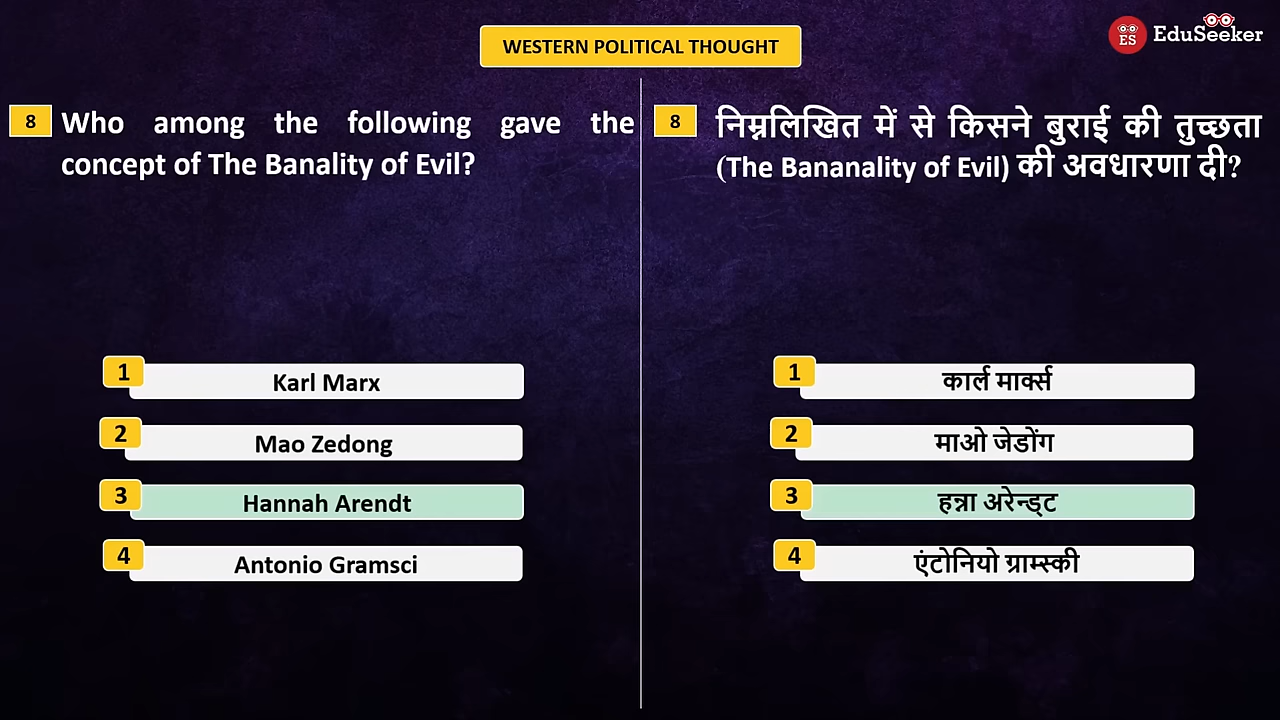 WESTERN POLITICAL THOUGHT
ES EduSeeker
8 Who among the following gave the
concept of The Banality of Evil?
1 Karl Marx
2 Mao Zedong
3 Hannah Arendt
4 Antonio Gramsci
8 निम्नलिखित में से किसने बुराई की तुच्छता
(The Bananality of Evil) की अवधारणा दी?
1 कार्ल मार्क्स
2 माओ जेडोंग
3 हन्ना अरेन्ड्ट
4 एंटोनियो ग्राम्स्की